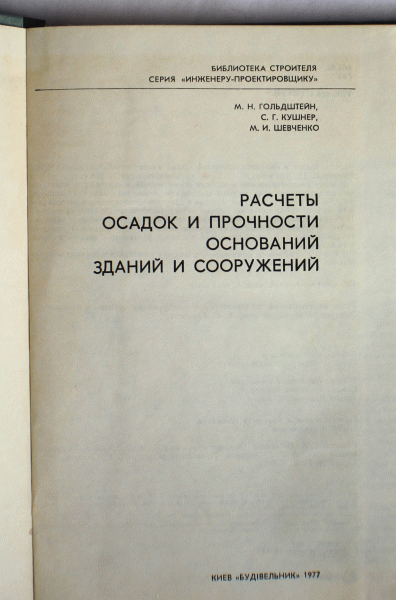 БИБЛИОТЕКА СТРОИТЕЛЯ
СЕРИЯ «ИНЖЕНЕРУ-ПРОЕКТИРОВЩИКУ»
М. Н. ГОЛЬДШТЕЙН,
С. Г. КУШНЕР,
М. И. ШЕВЧЕНКО
РАСЧЕТЫ
ОСАДОК И ПРОЧНОСТИ
ОСНОВАНИЙ
ЗДАНИЙ И СООРУЖЕНИЙ
КИЕВ «БУДІВЕЛЬНИК» 1977